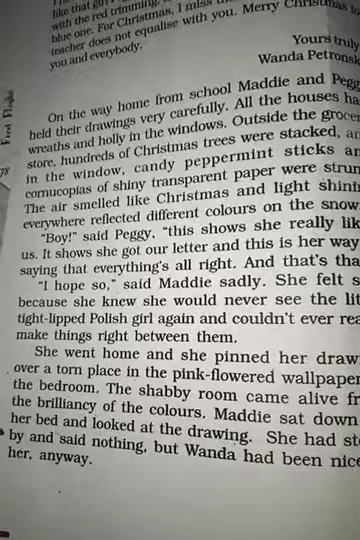 like that
with the red trimming.
blue one. For Christmas, I miss
teacher does not equalise with you. Merry Christmas to
you and everybody.
Yours truly
Wanda Petronsk
First Flight
78
On the way home from school Maddie and Pegg
held their drawings very carefully. All the houses ha
wreaths and holly in the windows. Outside the grocer
store, hundreds of Christmas trees were stacked, an
in the window, candy peppermint sticks an
cornucopias of shiny transparent paper were strun
The air smelled like Christmas and light shini
everywhere reflected different colours on the snow
"Boy!" said Peggy, "this shows she really lik
us. It shows she got our letter and this is her way
saying that everything's all right. And that's tha
"I hope so," said Maddie sadly. She felt s
because she knew she would never see the lit
tight-lipped Polish girl again and couldn't ever rea
make things right between them.
She went home and she pinned her draw
over a torn place in the pink-flowered wallpaper
the bedroom. The shabby room came alive fr
the brilliancy of the colours. Maddie sat down
her bed and looked at the drawing. She had sto
by and said nothing, but Wanda had been nice
her, anyway.